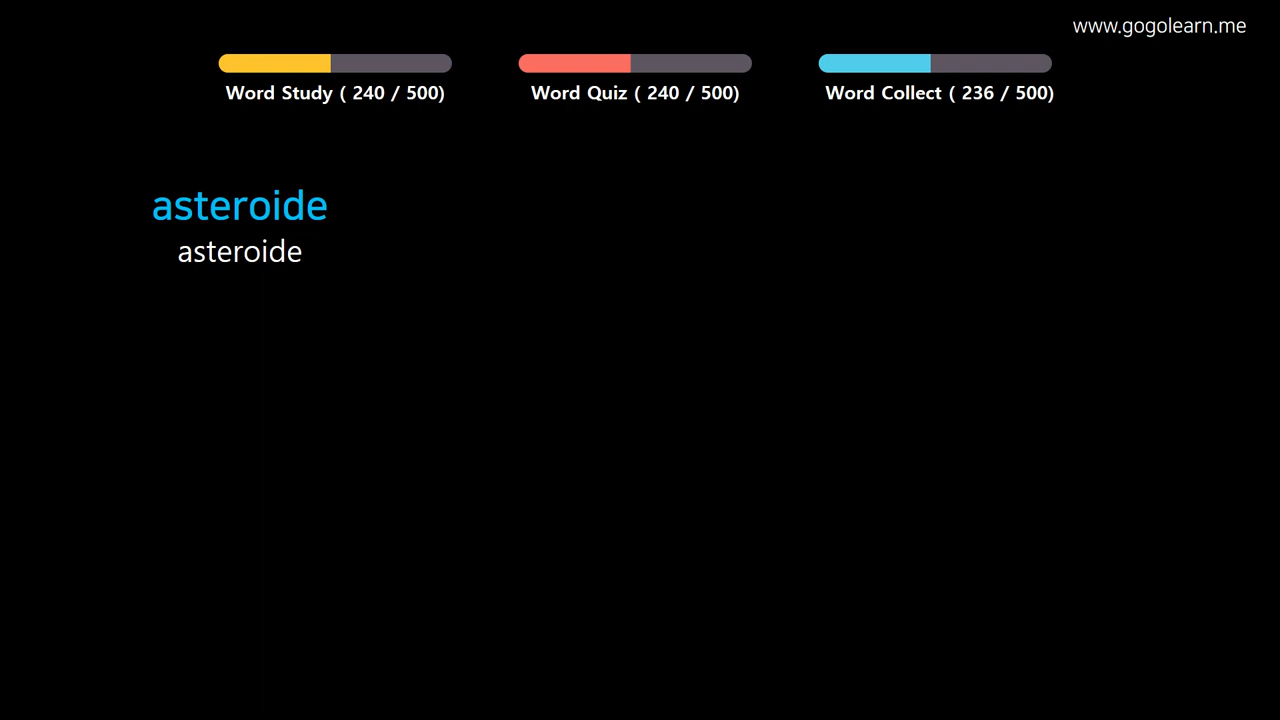 www.gogolearn.me
Word Study ( 240 / 500)
Word Quiz ( 240 / 500)
Word Collect ( 236 / 500)
asteroide
asteroide